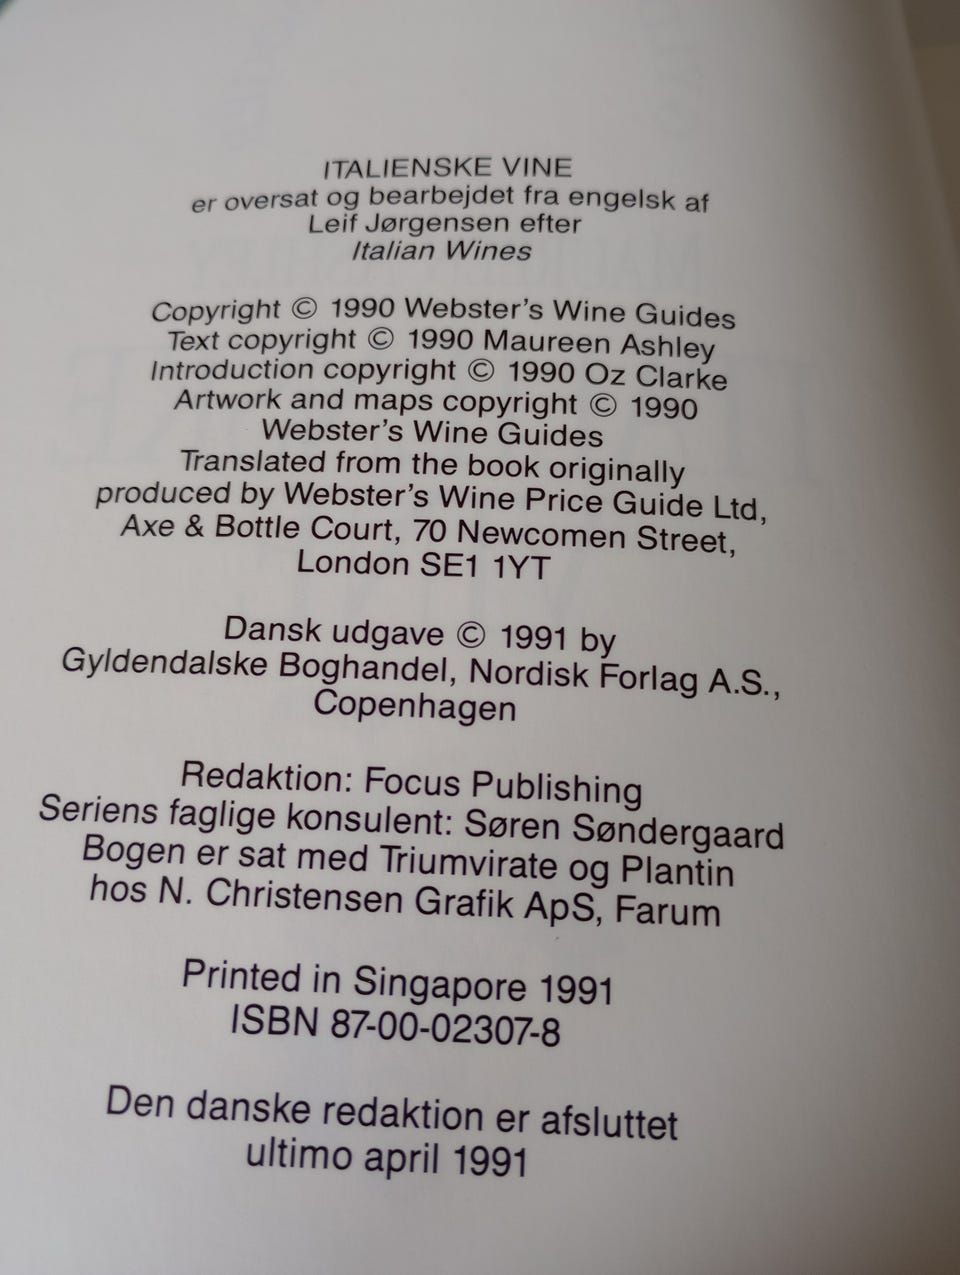 ITALIENSKE VINE
er oversat og bearbejdet fra engelsk af
Leif Jørgensen efter
Italian Wines
Copyright © 1990 Webster's Wine Guides
Text copyright © 1990 Maureen Ashley
Introduction copyright © 1990 Oz Clarke
Artwork and maps copyright © 1990
Webster's Wine Guides
Translated from the book originally
produced by Webster's Wine Price Guide Ltd,
Axe & Bottle Court, 70 Newcomen Street,
London SE1 1YT
Dansk udgave © 1991 by
Gyldendalske Boghandel, Nordisk Forlag A.S.,
Copenhagen
Redaktion: Focus Publishing
Seriens faglige konsulent: Søren Søndergaard
Bogen er sat med Triumvirate og Plantin
hos N. Christensen Grafik ApS, Farum
Printed in Singapore 1991
ISBN 87-00-02307-8
Den danske redaktion er afsluttet
ultimo april 1991